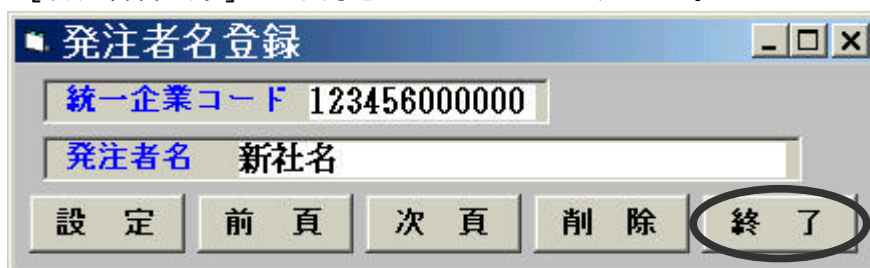 発注者名登録
統一企業コード 123456000000
発注者名 新社名
設 定 前 頁 次 頁 削 除 終 了